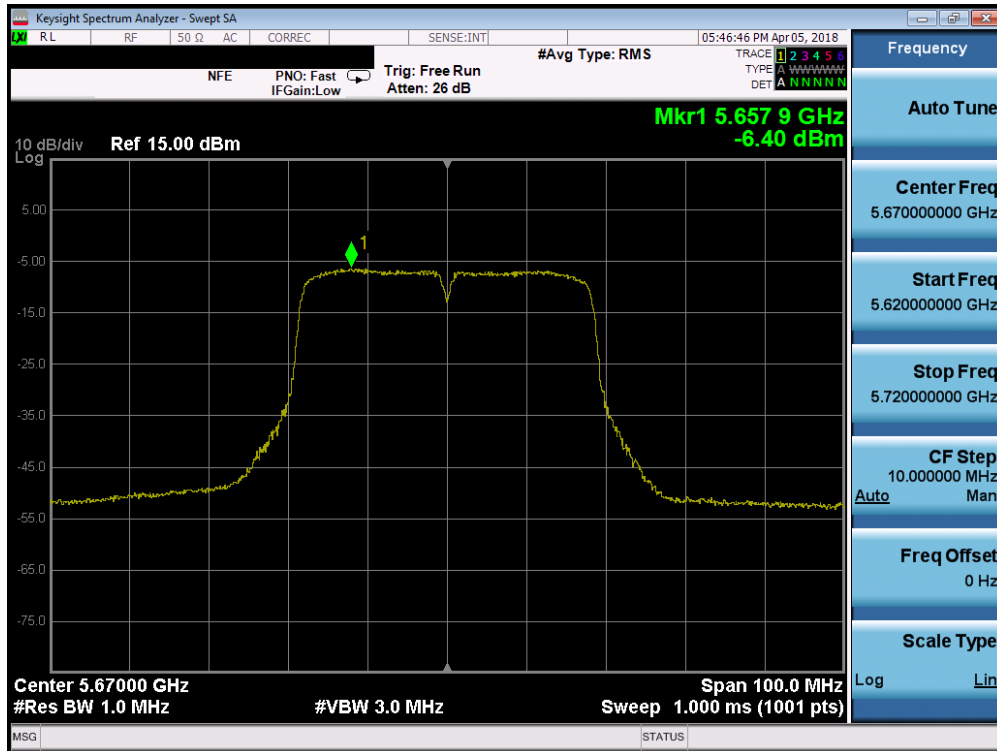 Keysight Spectrum Analyzer - Swept SA
LXI RL RF 50 Ω AC CORREC SENSE:INT 05:46:46 PM Apr 05, 2018
#Avg Type: RMS TRACE 1 2 3 4 5 6
NFE PNO: Fast Trig: Free Run TYPE A WWWWW
IFGain:Low Atten: 26 dB DET A N N N N N
Mkr1 5.657 9 GHz
-6.40 dBm
10 dB/div Ref 15.00 dBm
Log
1
5.00
-5.00
-15.0
-25.0
-35.0
-45.0
-55.0
-65.0
-75.0
Center 5.67000 GHz Span 100.0 MHz
#Res BW 1.0 MHz #VBW 3.0 MHz Sweep 1.000 ms (1001 pts)
MSG STATUS
Frequency
Auto Tune
Center Freq
5.670000000 GHz
Start Freq
5.620000000 GHz
Stop Freq
5.720000000 GHz
CF Step
10.000000 MHz
Auto Man
Freq Offset
0 Hz
Scale Type
Log Lin